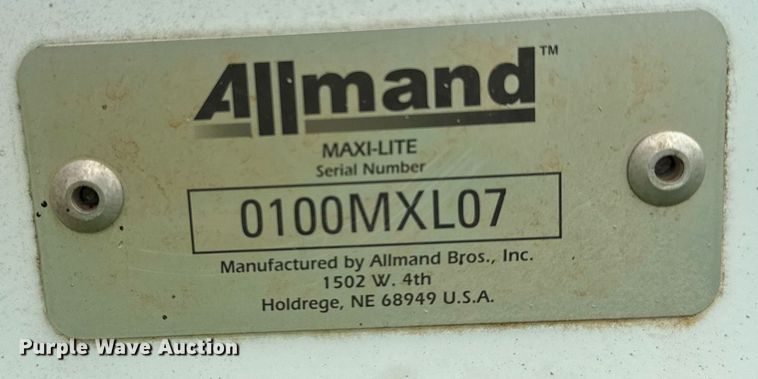 Allmand™
MAXI-LITE
Serial Number
0100MXL07
Manufactured by Allmand Bros., Inc.
1502 W. 4th
Holdrege, NE 68949 U.S.A.
Purple Wave Auction